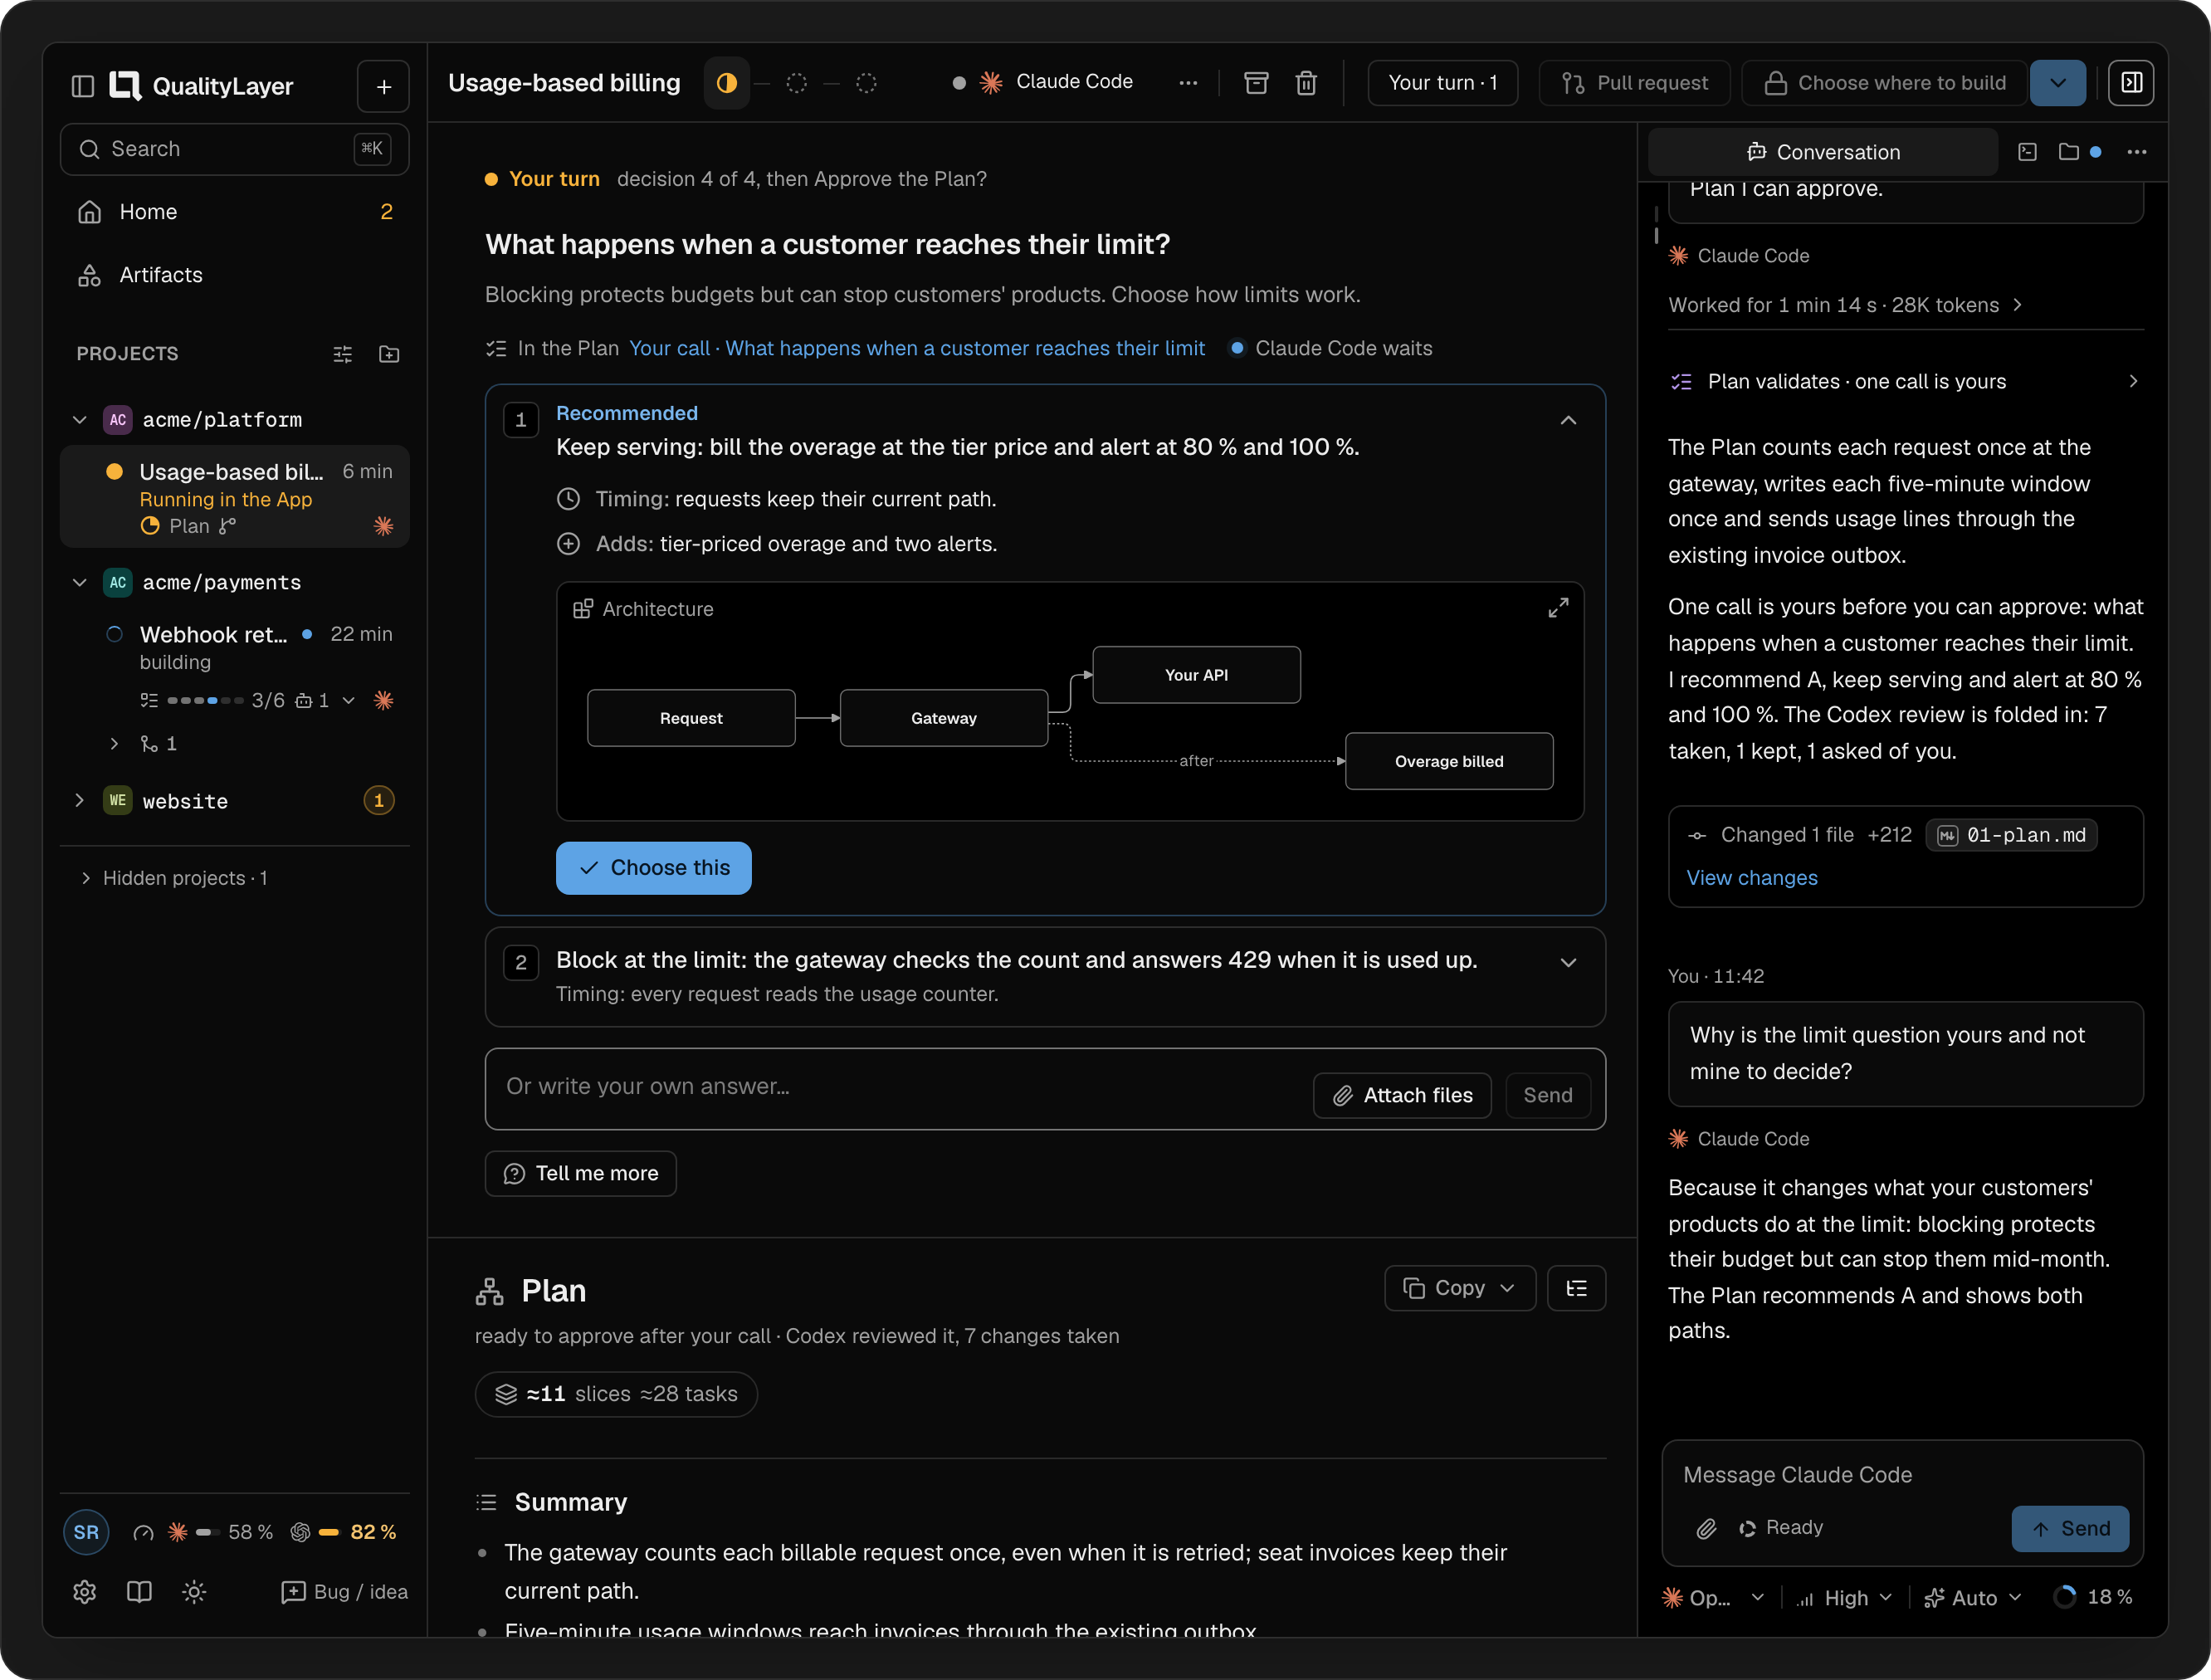 QualityLayer
Search
⌘K
Home
2
Artifacts
PROJECTS
AC acme/platform
Usage-based bil... 6 min
Running in the App
Plan
AC acme/payments
Webhook ret... 22 min
building
3/6 1
1
WE website 1
Hidden projects · 1
SR 58 % 82 %
Bug / idea
Usage-based billing
Claude Code
Your turn · 1
Pull request
Choose where to build
Your turn decision 4 of 4, then Approve the Plan?
What happens when a customer reaches their limit?
Blocking protects budgets but can stop customers' products. Choose how limits work.
In the Plan Your call · What happens when a customer reaches their limit Claude Code waits
1 Recommended
Keep serving: bill the overage at the tier price and alert at 80 % and 100 %.
Timing: requests keep their current path.
Adds: tier-priced overage and two alerts.
Architecture
Request
Gateway
Your API
after
Overage billed
Choose this
2 Block at the limit: the gateway checks the count and answers 429 when it is used up.
Timing: every request reads the usage counter.
Or write your own answer...
Attach files
Send
Tell me more
Plan
Copy
ready to approve after your call · Codex reviewed it, 7 changes taken
≈11 slices ≈28 tasks
Summary
The gateway counts each billable request once, even when it is retried; seat invoices keep their
current path.
Five-minute usage windows reach invoices through the existing outbox
Conversation
Plan I can approve.
Claude Code
Worked for 1 min 14 s · 28K tokens
Plan validates · one call is yours
The Plan counts each request once at the
gateway, writes each five-minute window
once and sends usage lines through the
existing invoice outbox.
One call is yours before you can approve: what
happens when a customer reaches their limit.
I recommend A, keep serving and alert at 80 %
and 100 %. The Codex review is folded in: 7
taken, 1 kept, 1 asked of you.
Changed 1 file +212 01-plan.md
View changes
You · 11:42
Why is the limit question yours and not
mine to decide?
Claude Code
Because it changes what your customers'
products do at the limit: blocking protects
their budget but can stop them mid-month.
The Plan recommends A and shows both
paths.
Message Claude Code
Ready
Send
Op... High Auto 18 %